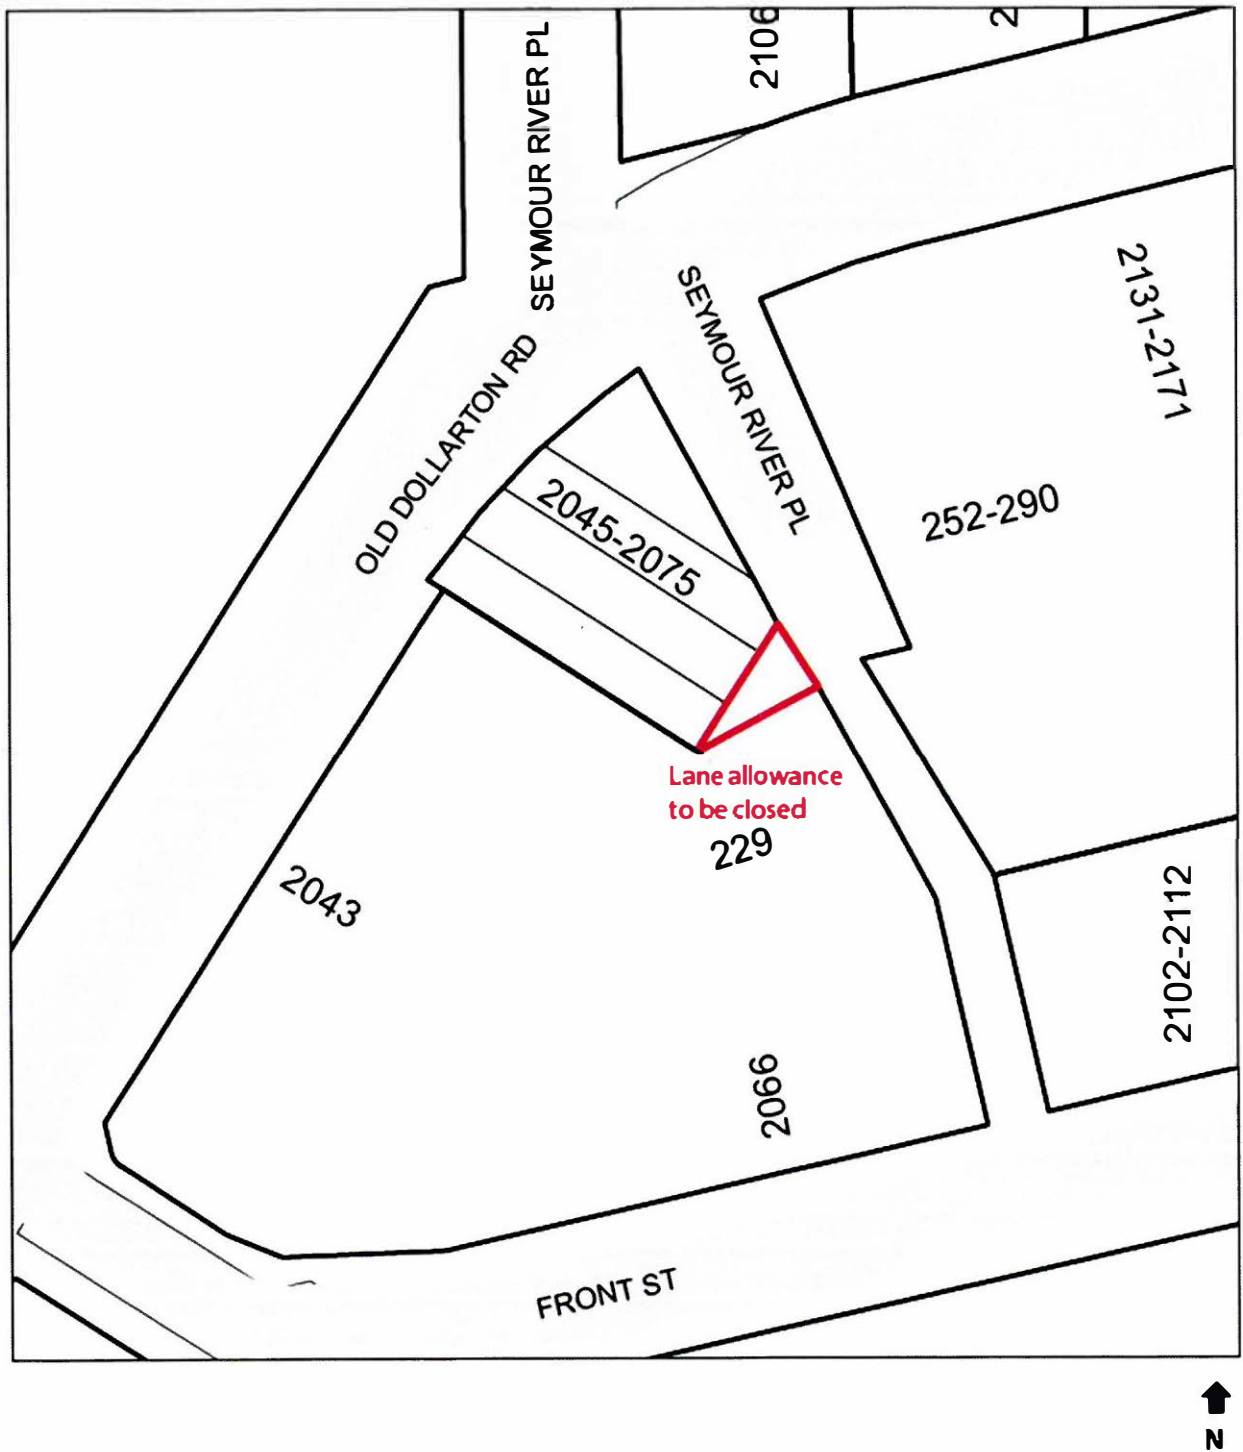 2106
2
SEYMOUR RIVER PL
SEYMOUR RIVER PL
2131-2171
OLD DOLLARTON RD
2045-2075
252-290
Lane allowance
to be closed
229
2043
2102-2112
2066
FRONT ST
N